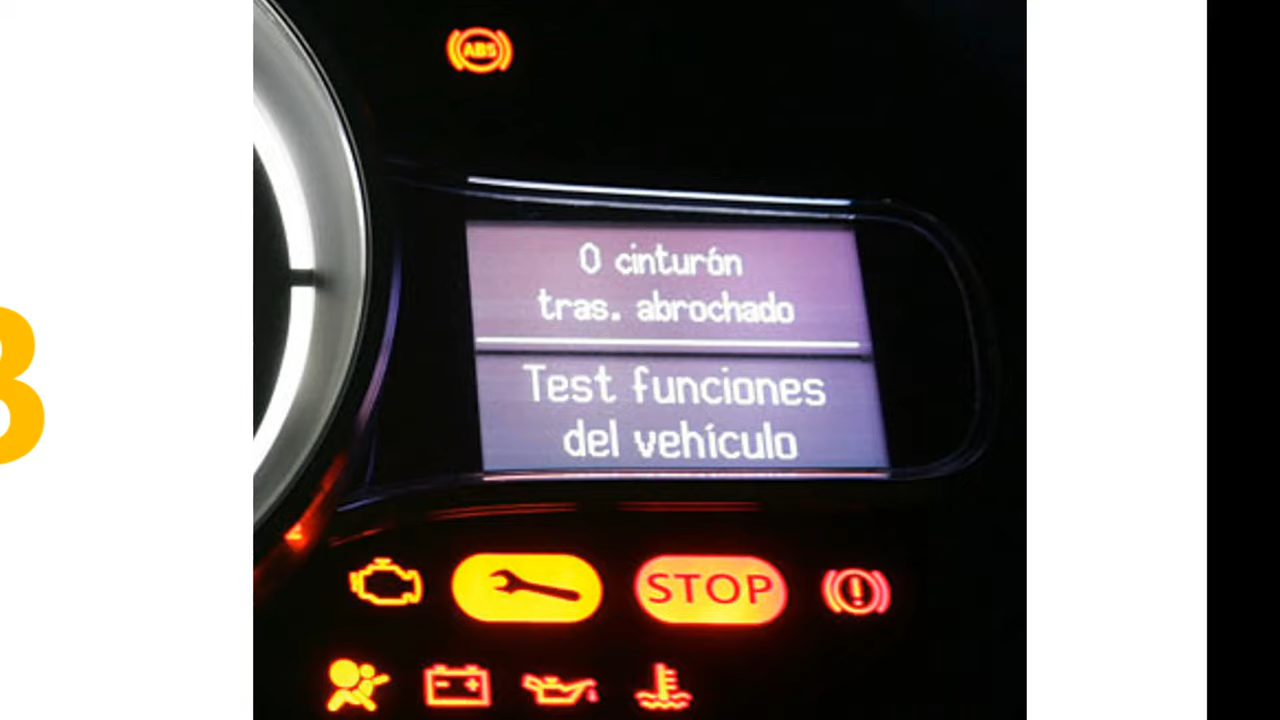 ABS
0 cinturón
tras. abrochado
Test funciones
del vehículo
STOP